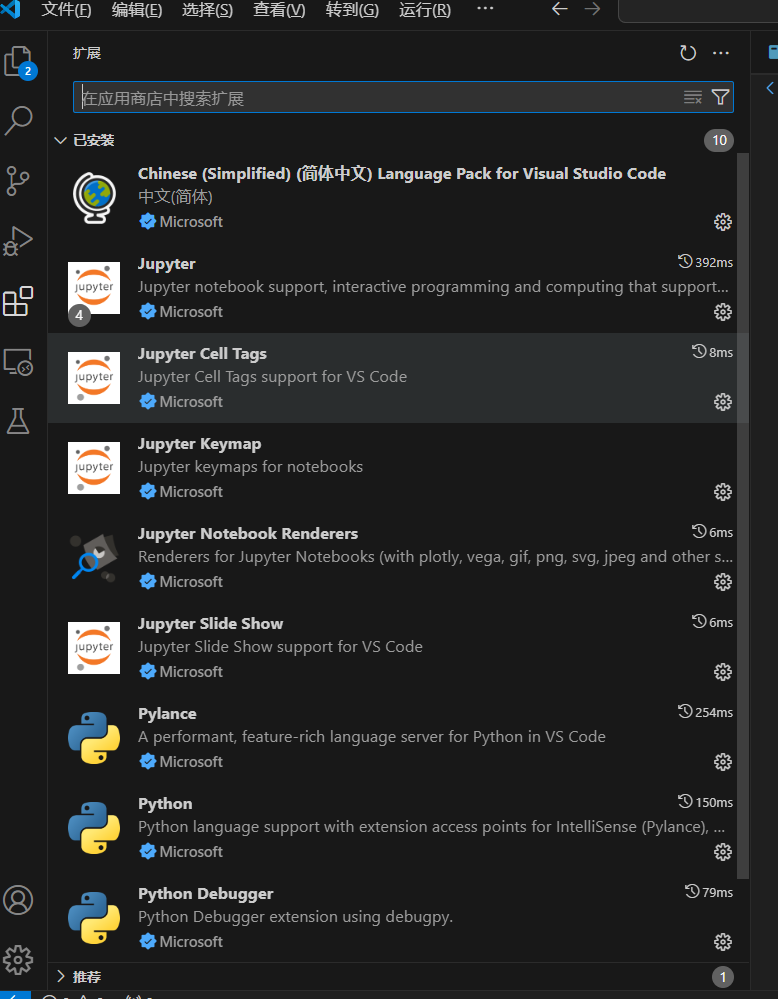 文件(F) 编辑(E) 选择(S) 查看(V) 转到(G) 运行(R) ···
2
扩展
在应用商店中搜索扩展
已安装 10
Chinese (Simplified) (简体中文) Language Pack for Visual Studio Code
中文(简体)
Microsoft
Jupyter 392ms
jupyter
Jupyter notebook support, interactive programming and computing that support...
4
Microsoft
Jupyter Cell Tags 8ms
jupyter
Jupyter Cell Tags support for VS Code
Microsoft
Jupyter Keymap
jupyter
Jupyter keymaps for notebooks
Microsoft
Jupyter Notebook Renderers 6ms
Renderers for Jupyter Notebooks (with plotly, vega, gif, png, svg, jpeg and other s...
Microsoft
Jupyter Slide Show 6ms
jupyter
Jupyter Slide Show support for VS Code
Microsoft
Pylance 254ms
A performant, feature-rich language server for Python in VS Code
Microsoft
Python 150ms
Python language support with extension access points for IntelliSense (Pylance), ...
Microsoft
Python Debugger 79ms
Python Debugger extension using debugpy.
Microsoft
推荐 1